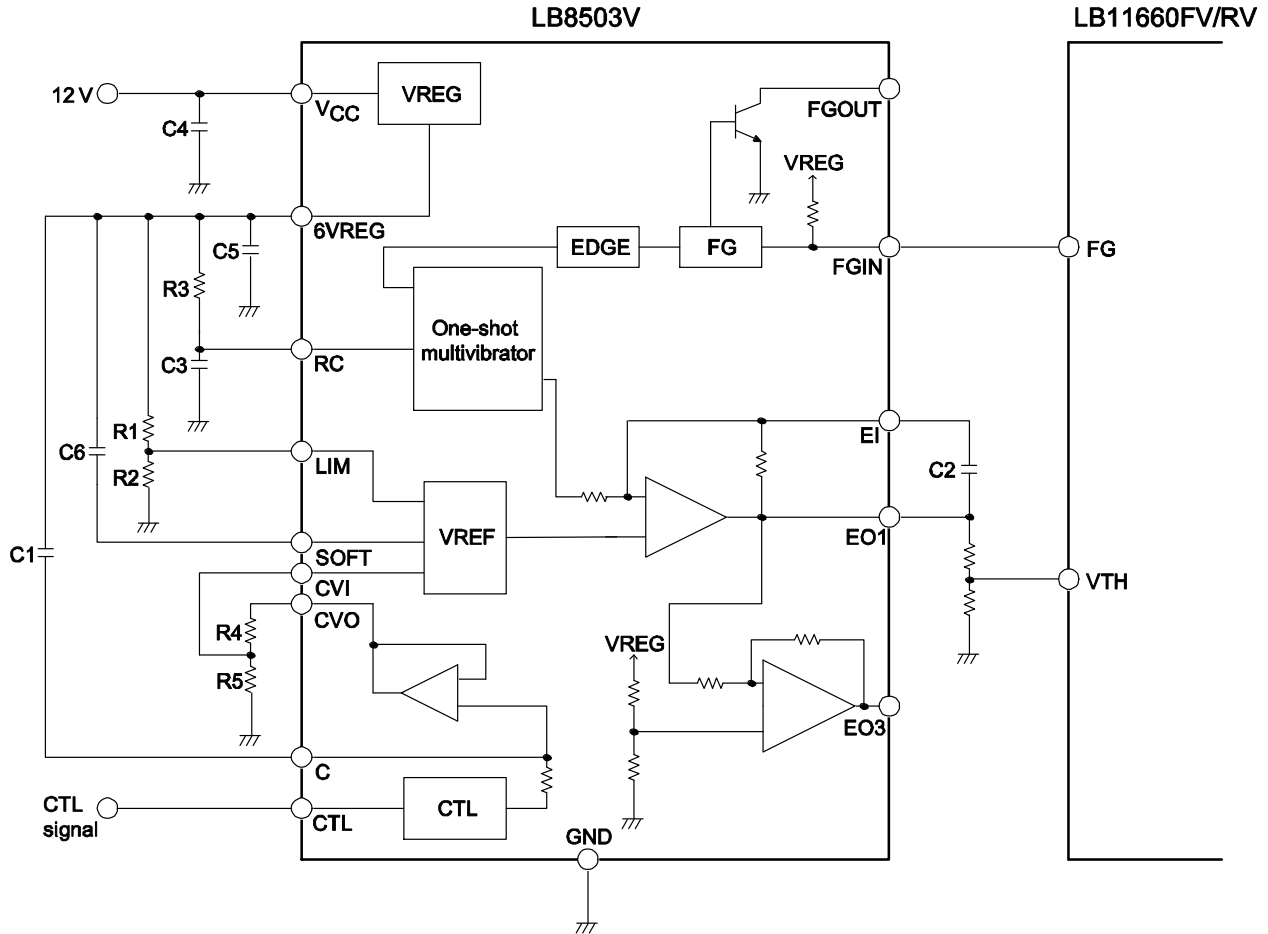 LB8503V
LB11660FV/RV
12 V
VCC
VREG
FGOUT
C4
VREG
6VREG
C5
EDGE
FG
FGIN
FG
R3
One-shot
multivibrator
C3
RC
R1
EI
C6
R2
LIM
C2
VREF
EO1
C1
SOFT
CVI
VTH
CVO
R4
VREG
R5
EO3
C
CTL
signal
CTL
CTL
GND